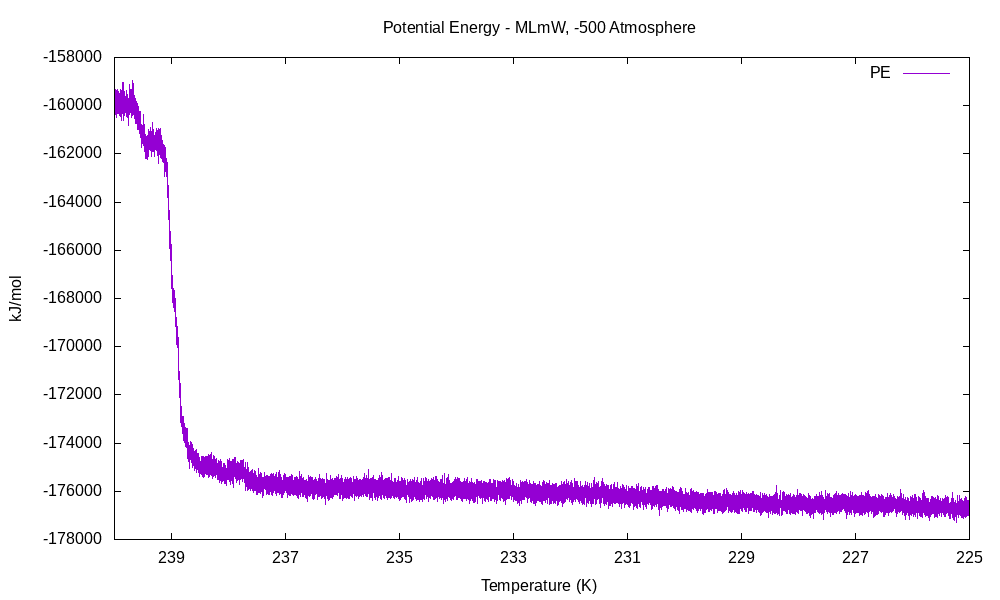 Potential Energy - MLmW, -500 Atmosphere
PE
-158000
-160000
-162000
-164000
-166000
-168000
-170000
-172000
-174000
-176000
-178000
kJ/mol
239 237 235 233 231 229 227 225
Temperature (K)